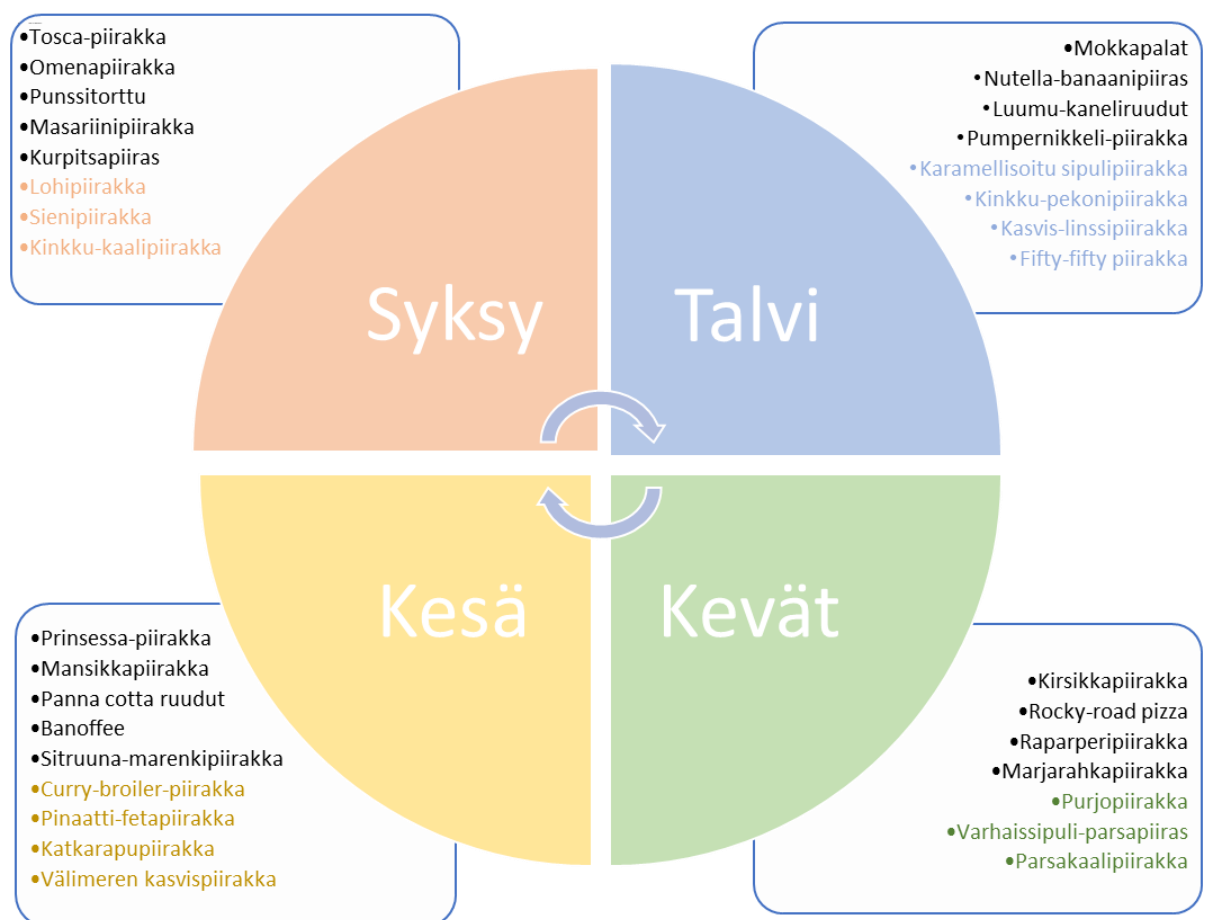 •Tosca-piirakka
•Omenapiirakka
•Punssitorttu
•Masariinipiirakka
•Kurpitsapiiras
•Lohipiirakka
•Sienipiirakka
•Kinkku-kaalipiirakka
•Mokkapalat
•Nutella-banaanipiiras
•Luumu-kaneliruudut
•Pumpernikkeli-piirakka
•Karamellisoitu sipulipiirakka
•Kinkku-pekonipiirakka
•Kasvis-linssipiirakka
•Fifty-fifty piirakka
Syksy
Talvi
Kesä
Kevät
•Prinsessa-piirakka
•Mansikkapiirakka
•Panna cotta ruudut
•Banoffee
•Sitruuna-marenkipiirakka
•Curry-broiler-piirakka
•Pinaatti-fetapiirakka
•Katkarapupiirakka
•Välimeren kasvispiirakka
•Kirsikkapiirakka
•Rocky-road pizza
•Raparperipiirakka
•Marjarahkapiirakka
•Purjopiirakka
•Varhaissipuli-parsapiiras
•Parsakaalipiirakka